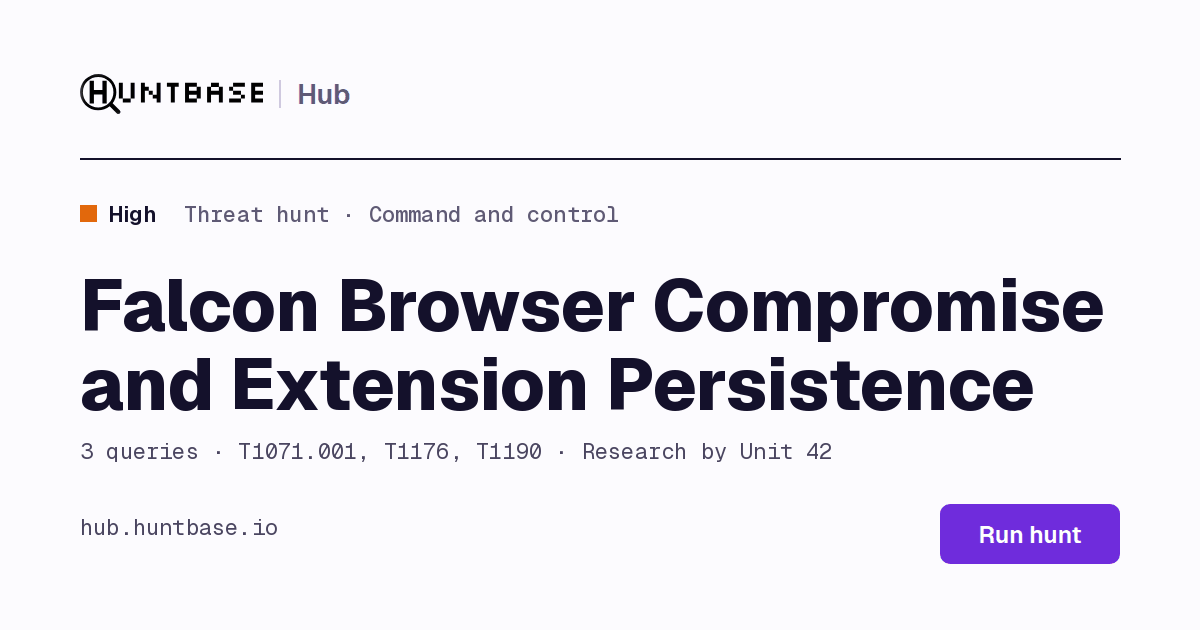 HUNTBASE | Hub
High Threat hunt · Command and control
Falcon Browser Compromise
and Extension Persistence
3 queries · T1071.001, T1176, T1190 · Research by Unit 42
hub.huntbase.io
Run hunt